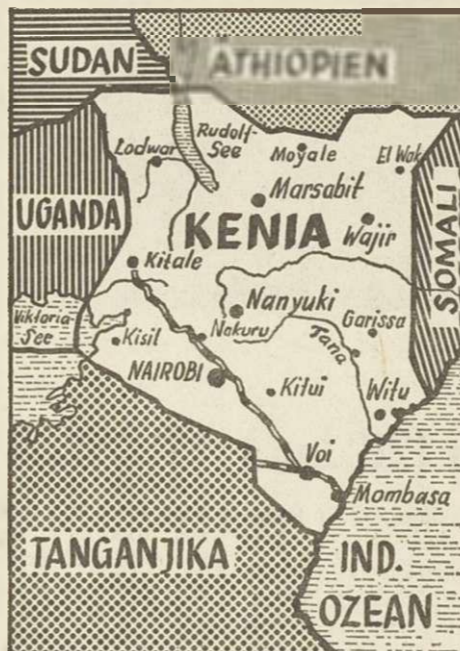 SUDAN
ÄTHIOPIEN
Lodwar
Rudolf-
See
Moyale
El Wak
Marsabit
UGANDA
KENIA
Wajir
SOMALI
Kitale
Viktoria-
See
Nanyuki
Garissa
Kisil
Nakuru
Tana
NAIROBI
Kitui
Witu
Voi
Mombasa
TANGANJIKA
IND.
OZEAN